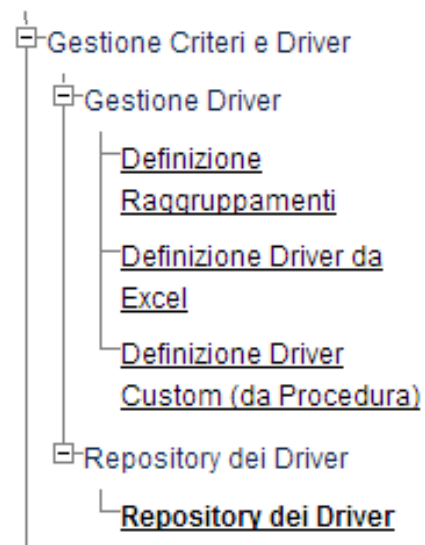 Gestione Criteri e Driver
Gestione Driver
Definizione
Raggruppamenti
Definizione Driver da
Excel
Definizione Driver
Custom (da Procedura)
Repository dei Driver
Repository dei Driver